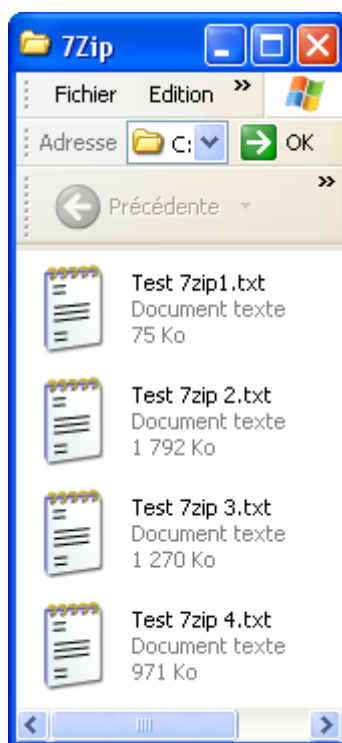 7Zip
Fichier Edition »
Adresse C: OK
Précédente »
Test 7zip1.txt
Document texte
75 Ko
Test 7zip 2.txt
Document texte
1 792 Ko
Test 7zip 3.txt
Document texte
1 270 Ko
Test 7zip 4.txt
Document texte
971 Ko